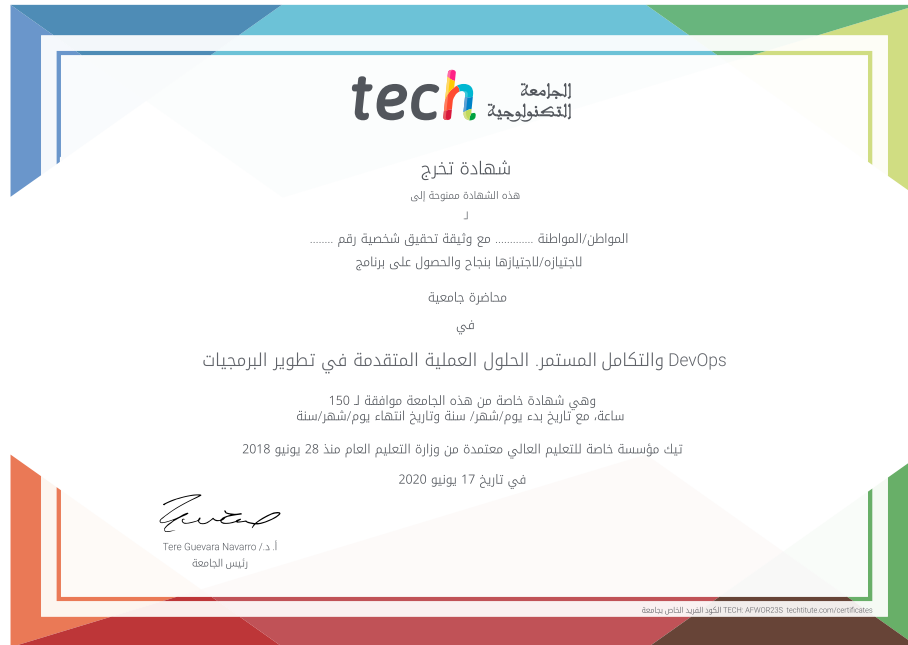 tech الجامعة
التكنولوجية
شهادة تخرج
هذه الشهادة ممنوحة إلى
لـ
المواطن/المواطنة ............ مع وثيقة تحقيق شخصية رقم ........
لاجتيازه/لاجتيازها بنجاح والحصول على برنامج
محاضرة جامعية
في
DevOps والتكامل المستمر. الحلول العملية المتقدمة في تطوير البرمجيات
وهي شهادة خاصة من هذه الجامعة موافقة لـ 150
ساعة، مع تاريخ بدء يوم/شهر/ سنة وتاريخ انتهاء يوم/شهر/سنة
تيك مؤسسة خاصة للتعليم العالي معتمدة من وزارة التعليم العام منذ 28 يونيو 2018
في تاريخ 17 يونيو 2020
أ. د./ Tere Guevara Navarro
رئيس الجامعة
الكود الفريد الخاص بجامعة TECH: AFWOR23S techtitute.com/certificates